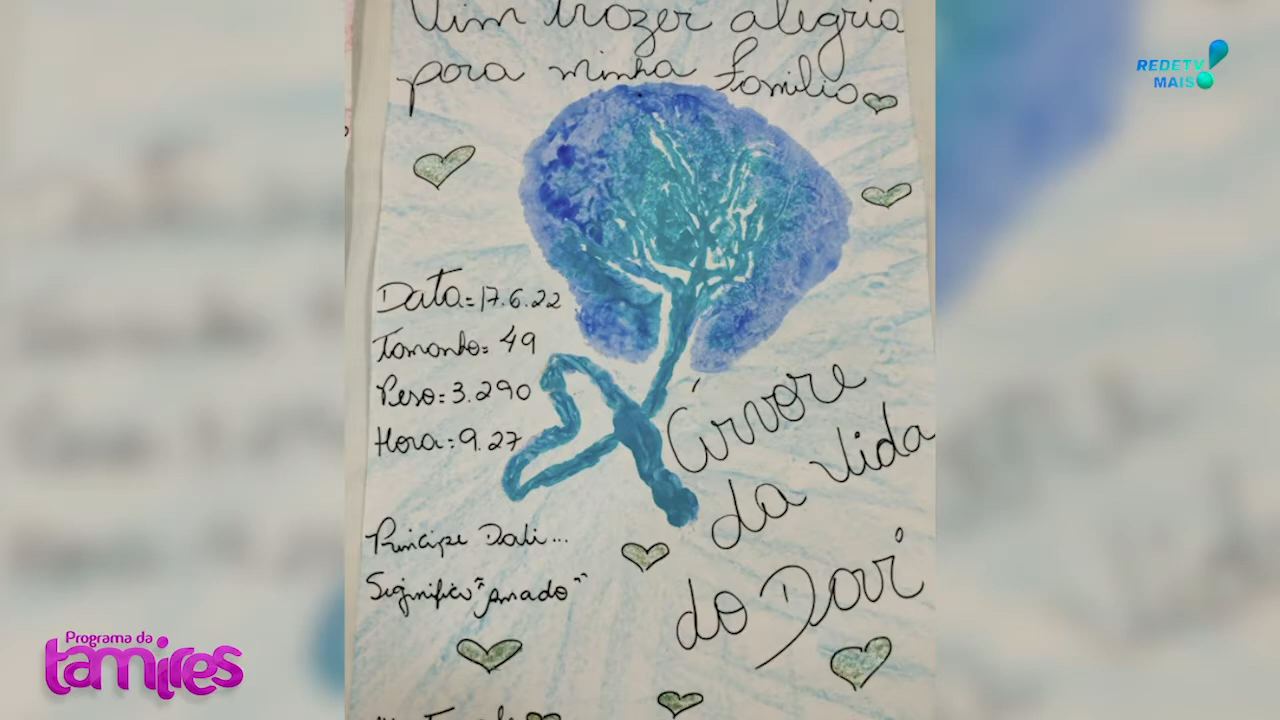 Vim trazer alegria
para minha Familia
REDETV
MAIS!
Data = 17.6.22
Tamanho = 49
Peso = 3.290
Hora = 9.27
Árvore
da Vida
do Davi
Príncipe Davi...
Significa "Amado"
Programa da
tamires